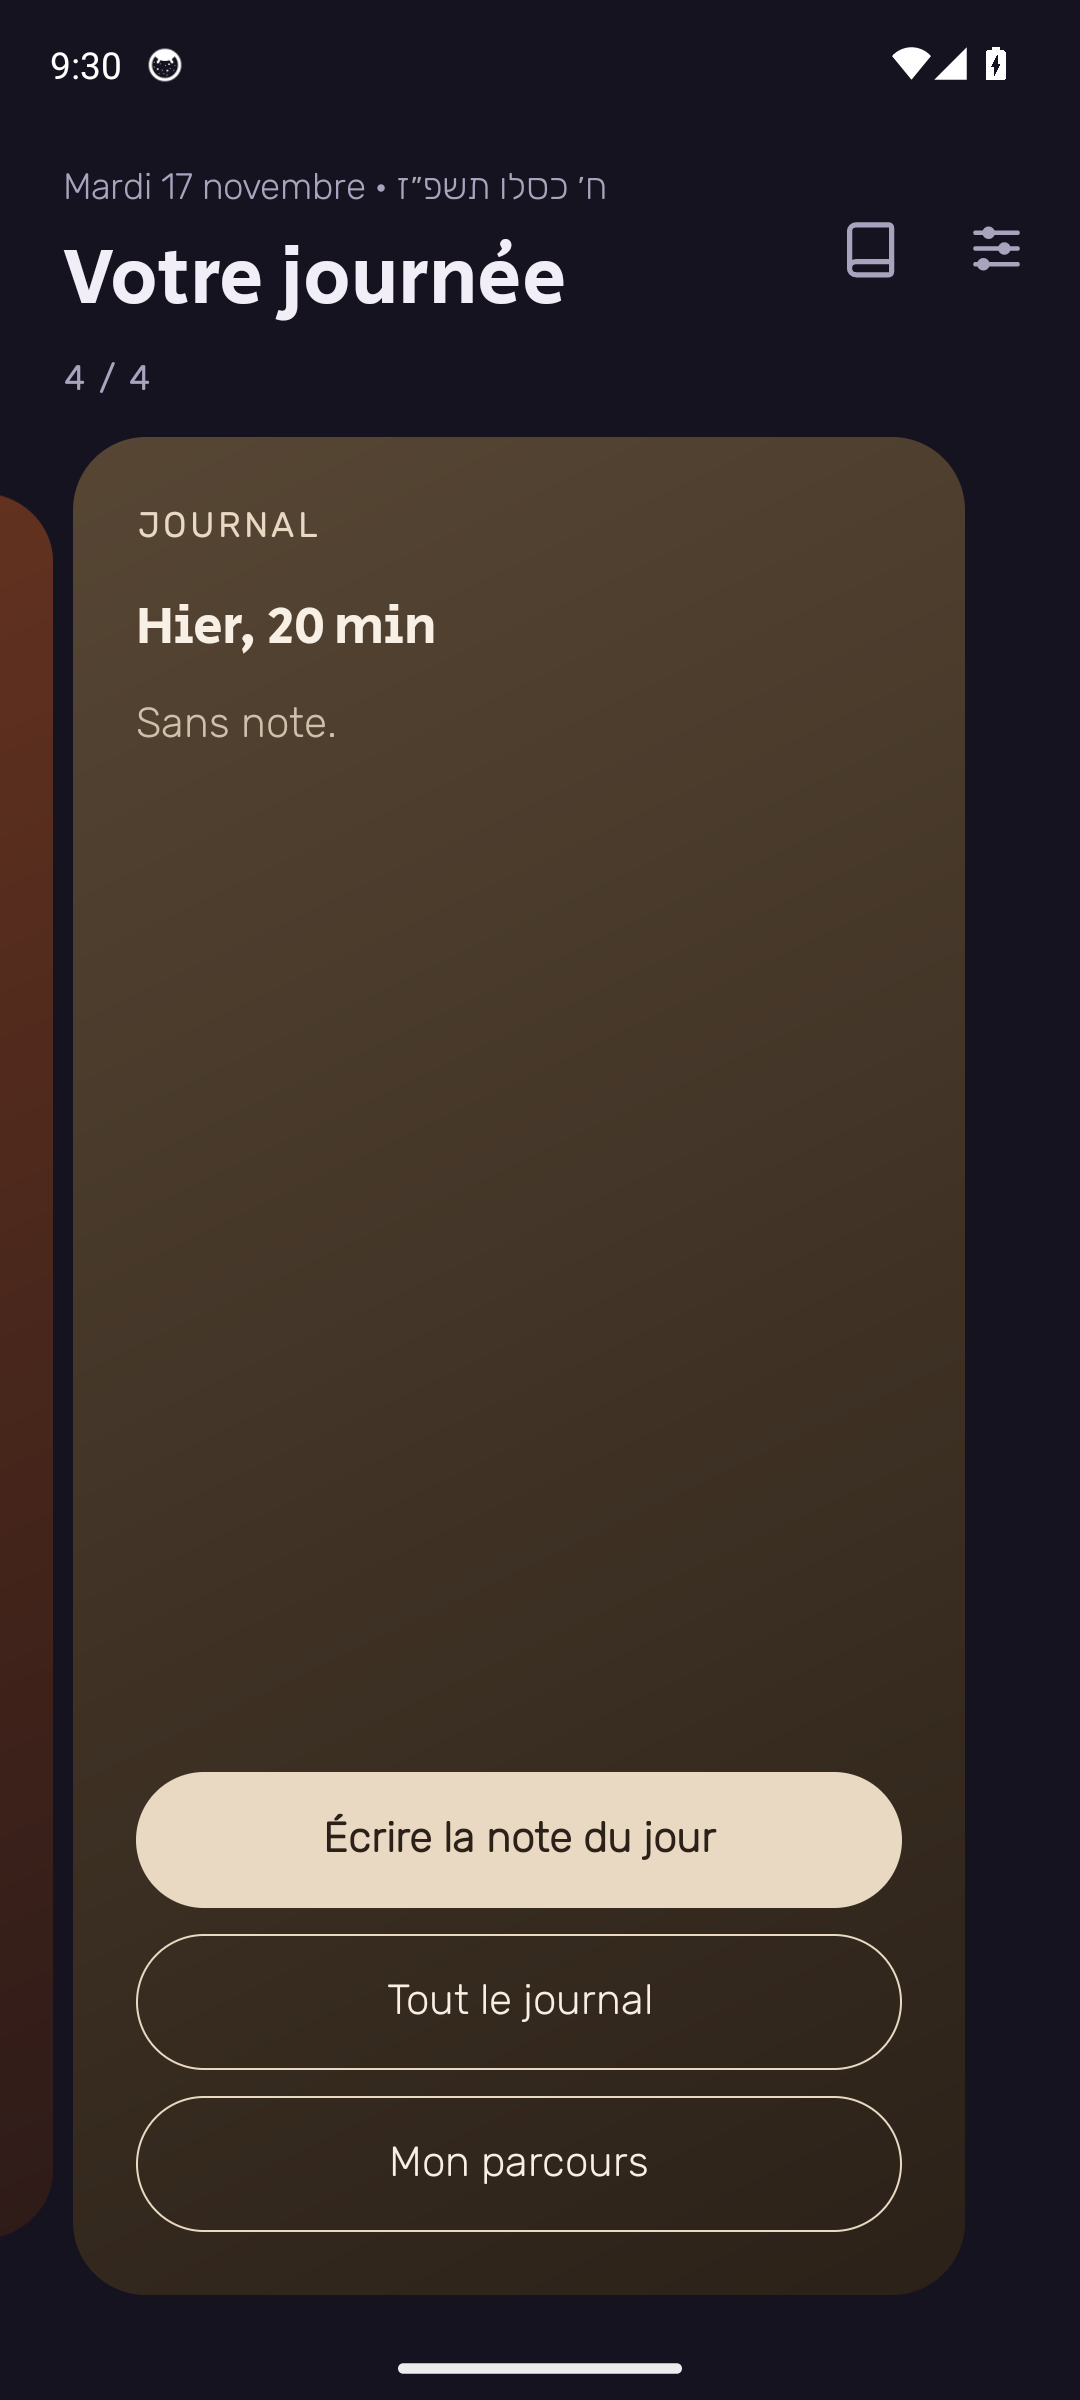 9:30
Mardi 17 novembre • ח׳ כסלו תשפ״ז
Votre journée
4 / 4
JOURNAL
Hier, 20 min
Sans note.
Écrire la note du jour
Tout le journal
Mon parcours